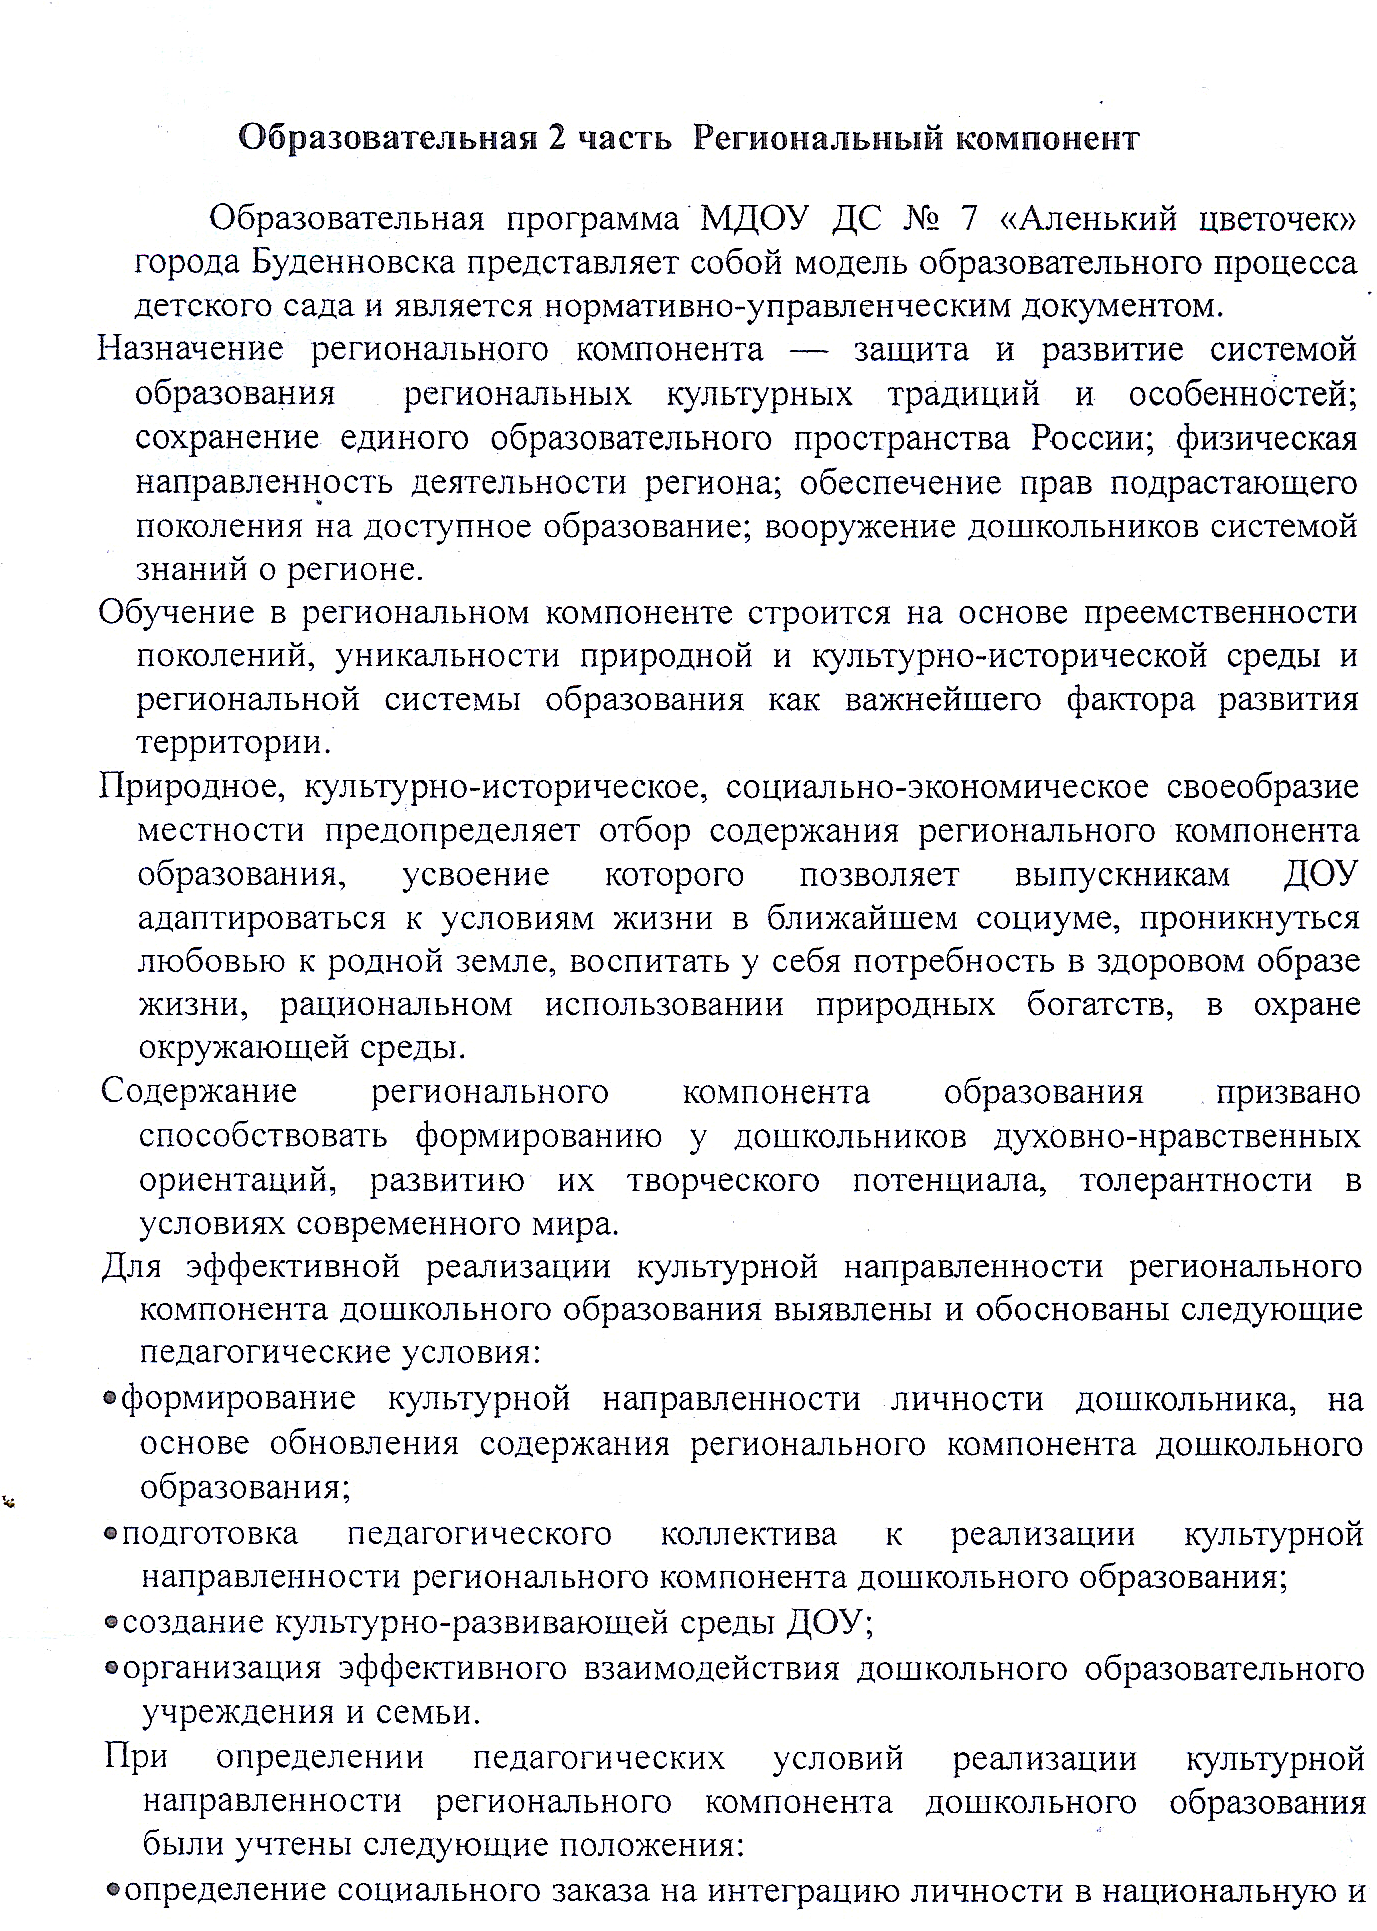 Образовательная 2 часть Региональный компонент
Образовательная программа МДОУ ДС № 7 «Аленький цветочек»
города Буденновска представляет собой модель образовательного процесса
детского сада и является нормативно-управленческим документом.
Назначение регионального компонента — защита и развитие системой
образования региональных культурных традиций и особенностей;
сохранение единого образовательного пространства России; физическая
направленность деятельности региона; обеспечение прав подрастающего
поколения на доступное образование; вооружение дошкольников системой
знаний о регионе.
Обучение в региональном компоненте строится на основе преемственности
поколений, уникальности природной и культурно-исторической среды и
региональной системы образования как важнейшего фактора развития
территории.
Природное, культурно-историческое, социально-экономическое своеобразие
местности предопределяет отбор содержания регионального компонента
образования, усвоение которого позволяет выпускникам ДОУ
адаптироваться к условиям жизни в ближайшем социуме, проникнуться
любовью к родной земле, воспитать у себя потребность в здоровом образе
жизни, рациональном использовании природных богатств, в охране
окружающей среды.
Содержание регионального компонента образования призвано
способствовать формированию у дошкольников духовно-нравственных
ориентаций, развитию их творческого потенциала, толерантности в
условиях современного мира.
Для эффективной реализации культурной направленности регионального
компонента дошкольного образования выявлены и обоснованы следующие
педагогические условия:
•формирование культурной направленности личности дошкольника, на
основе обновления содержания регионального компонента дошкольного
образования;
•подготовка педагогического коллектива к реализации культурной
направленности регионального компонента дошкольного образования;
•создание культурно-развивающей среды ДОУ;
•организация эффективного взаимодействия дошкольного образовательного
учреждения и семьи.
При определении педагогических условий реализации культурной
направленности регионального компонента дошкольного образования
были учтены следующие положения:
•определение социального заказа на интеграцию личности в национальную и